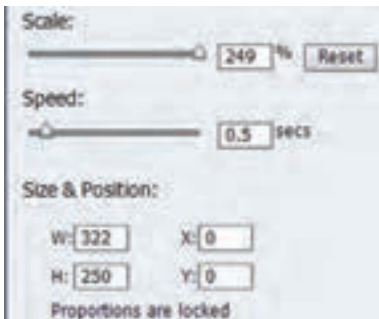 Scale:
249 % Reset
Speed:
0.5 secs
Size & Position:
W: 322 X: 0
H: 250 Y: 0
Proportions are locked